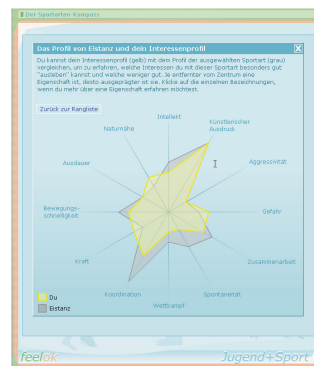 Der Sportarten-Kompass
Das Profil von Eistanz und dein Interessenprofil
X
Du kannst dein Interessenprofil (gelb) mit dem Profil der ausgewählten Sportart (grau)
vergleichen, um zu erfahren, welche Interessen du mit dieser Sportart besonders gut
"ausleben" kannst und welche weniger gut. Je entfernter vom Zentrum eine
Eigenschaft ist, desto ausgeprägter ist sie. Klicke auf die einzelnen Bezeichnungen,
wenn du mehr über eine Eigenschaft erfahren möchtest.
Zurück zur Rangliste
Intellekt
Künstlerischer
Ausdruck
Naturnähe
Aggressivität
Ausdauer
Gefahr
Bewegungs-
schnelligkeit
Zusammenarbeit
Kraft
Spontaneität
Koordination
Wettkampf
Du
Eistanz
feelok
Jugend+Sport